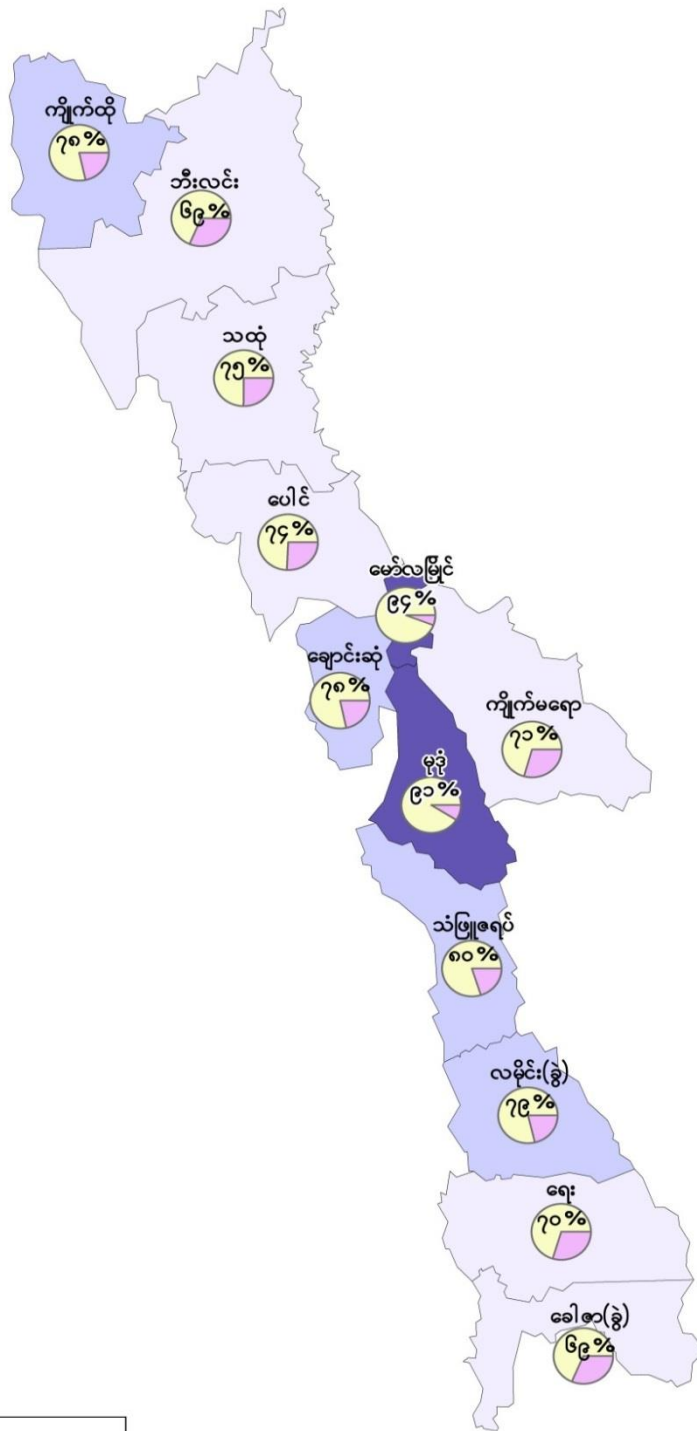 ကျိုက်ထို
၇၈%
ဘီးလင်း
၆၉%
သထုံ
၇၅%
ပေါင်
၇၄%
မော်လမြိုင်
၉၄%
ချောင်းဆုံ
၇၈%
ကျိုက်မရော
၇၁%
မုဒုံ
၉၁%
သံဖြူဇရပ်
၈၀%
လမိုင်း(ခွဲ)
၇၉%
ရေး
၇၀%
ခေါဇာ(ခွဲ)
၆၉%